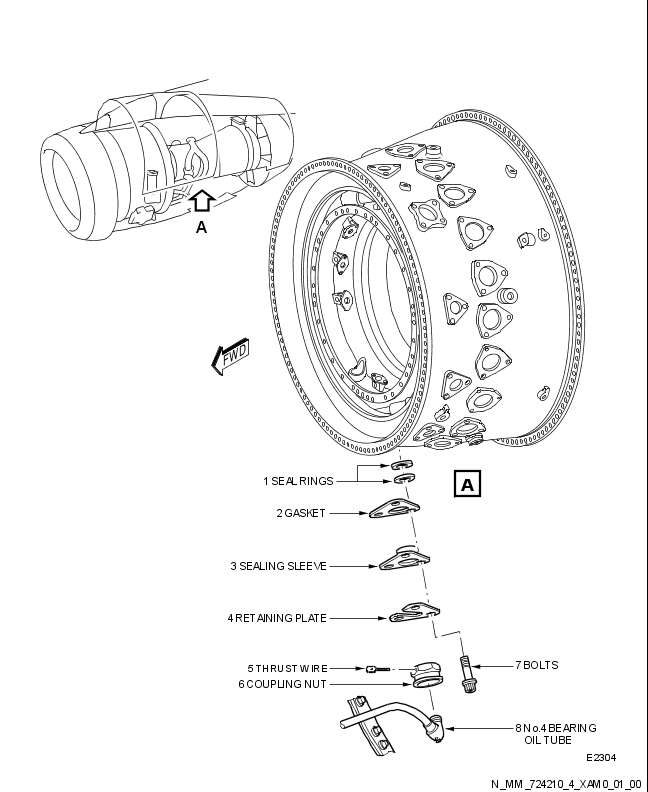 A
FWD
A
1 SEAL RINGS
2 GASKET
3 SEALING SLEEVE
4 RETAINING PLATE
5 THRUST WIRE
6 COUPLING NUT
7 BOLTS
8 No.4 BEARING
OIL TUBE
E2304
N_MM_724210_4_XAM0_01_00